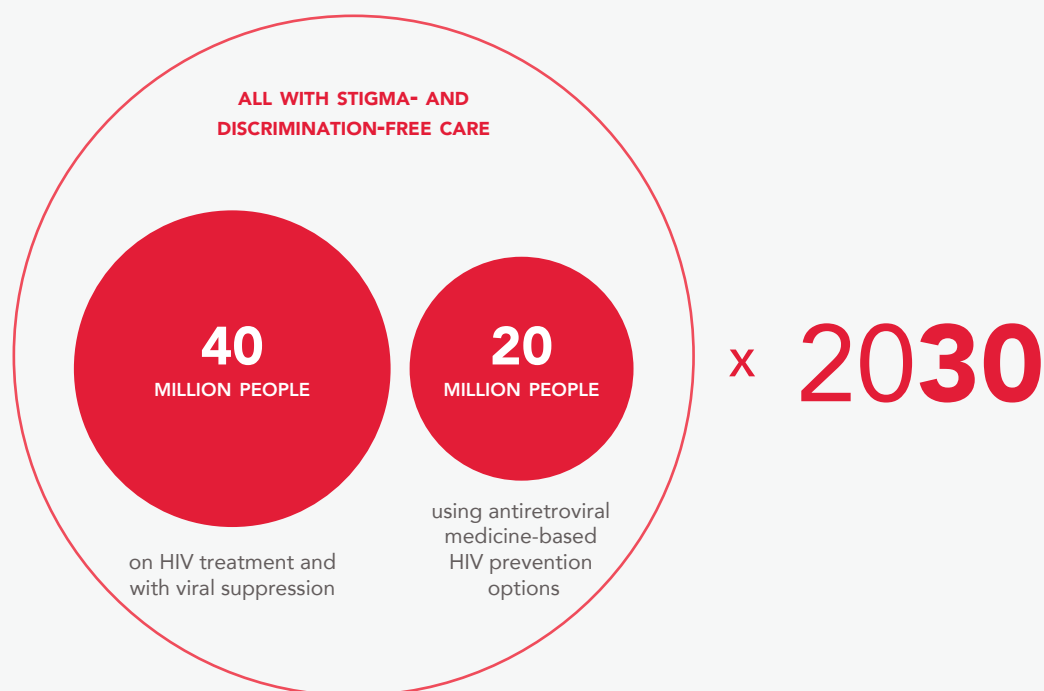 ALL WITH STIGMA- AND
DISCRIMINATION-FREE CARE
40
MILLION PEOPLE
on HIV treatment and
with viral suppression
20
MILLION PEOPLE
using antiretroviral
medicine-based
HIV prevention
options
x 2030